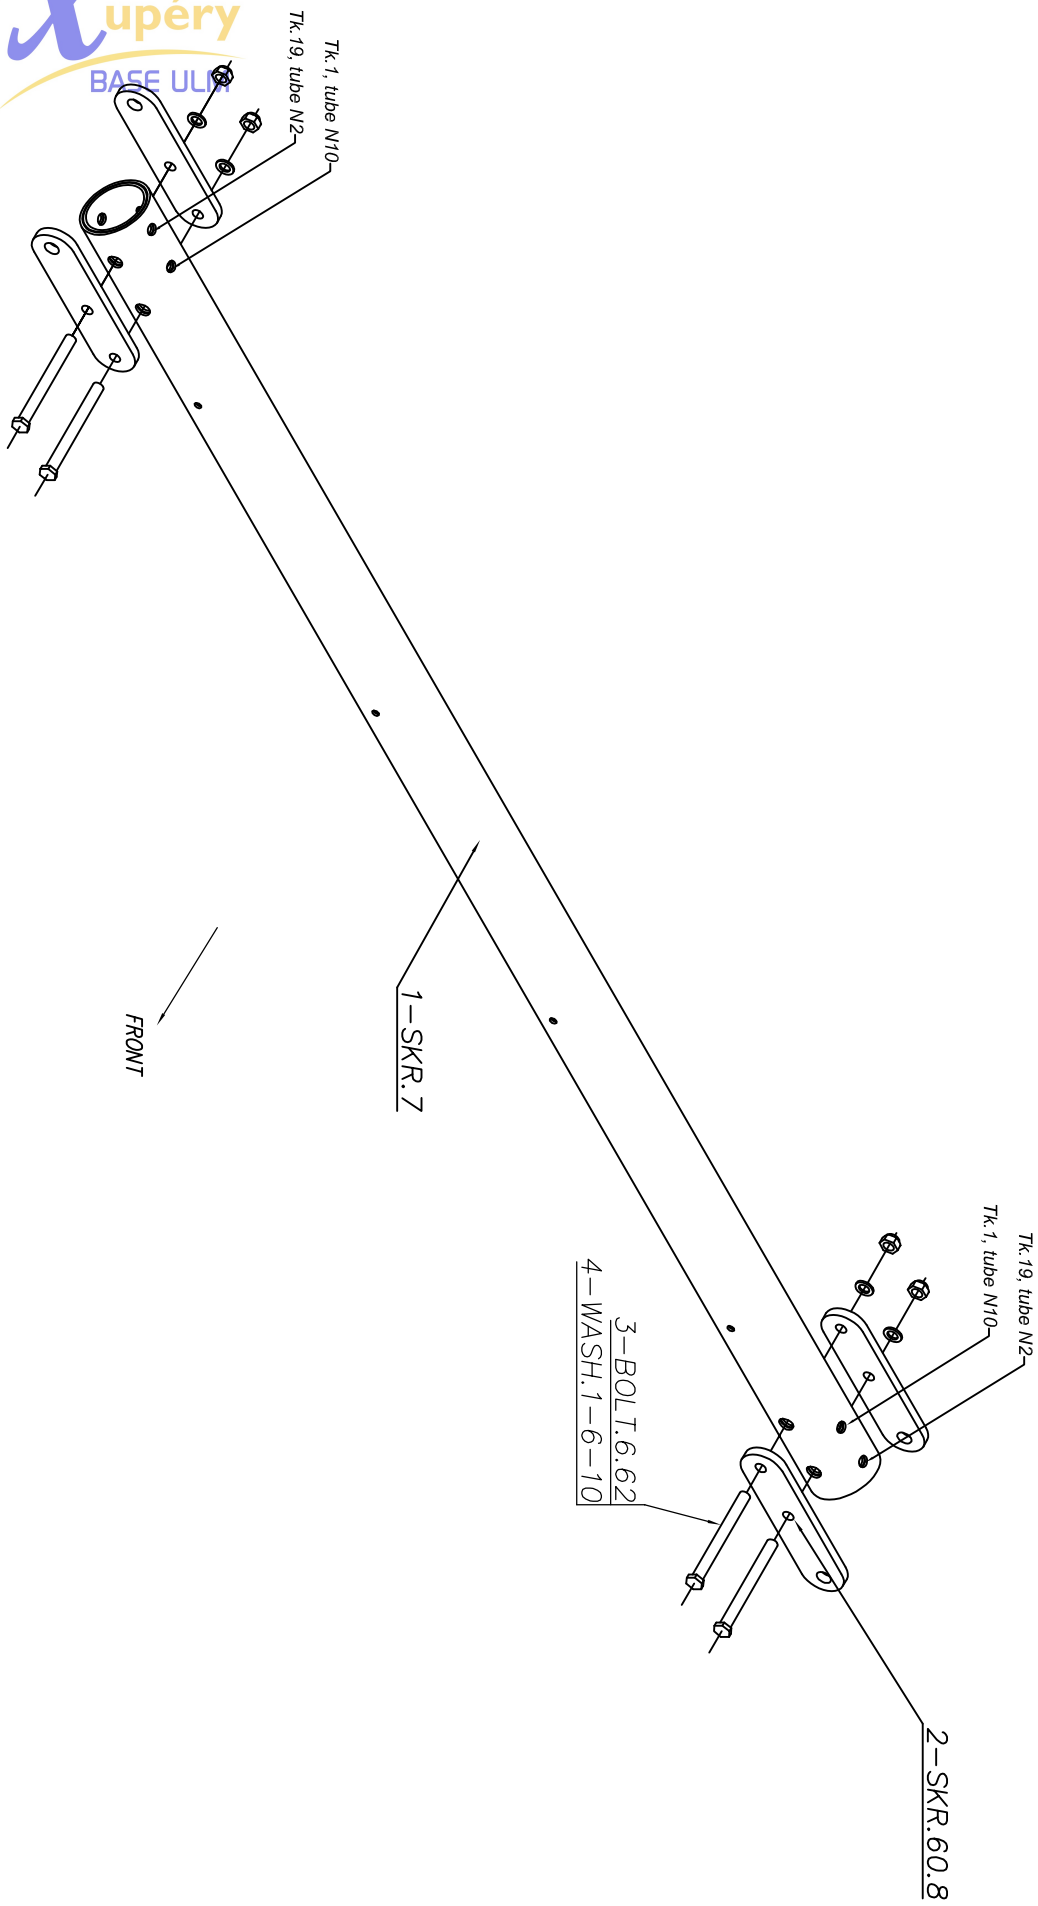 Xupéry
BASE ULM
Tk.1, tube N10
Tk.19, tube N2
Tk.19, tube N2
Tk.1, tube N10
1-SKR.7
FRONT
3-BOLT.6.62
4-WASH.1-6-10
2-SKR.60.8